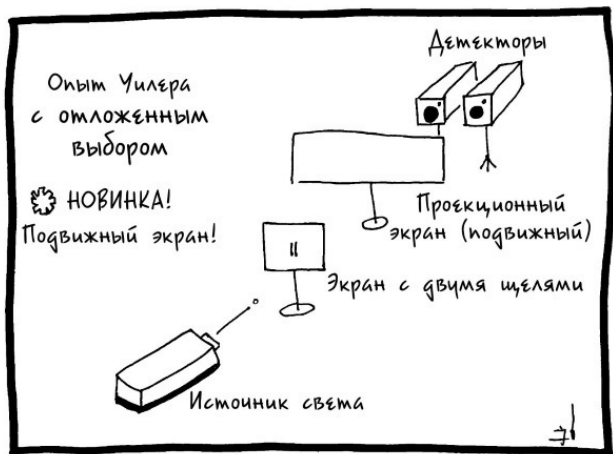 Детекторы
Опыт Уилера
с отложенным
выбором
НОВИНКА!
Подвижный экран!
Проекционный
экран (подвижный)
Экран с двумя щелями
Источник света